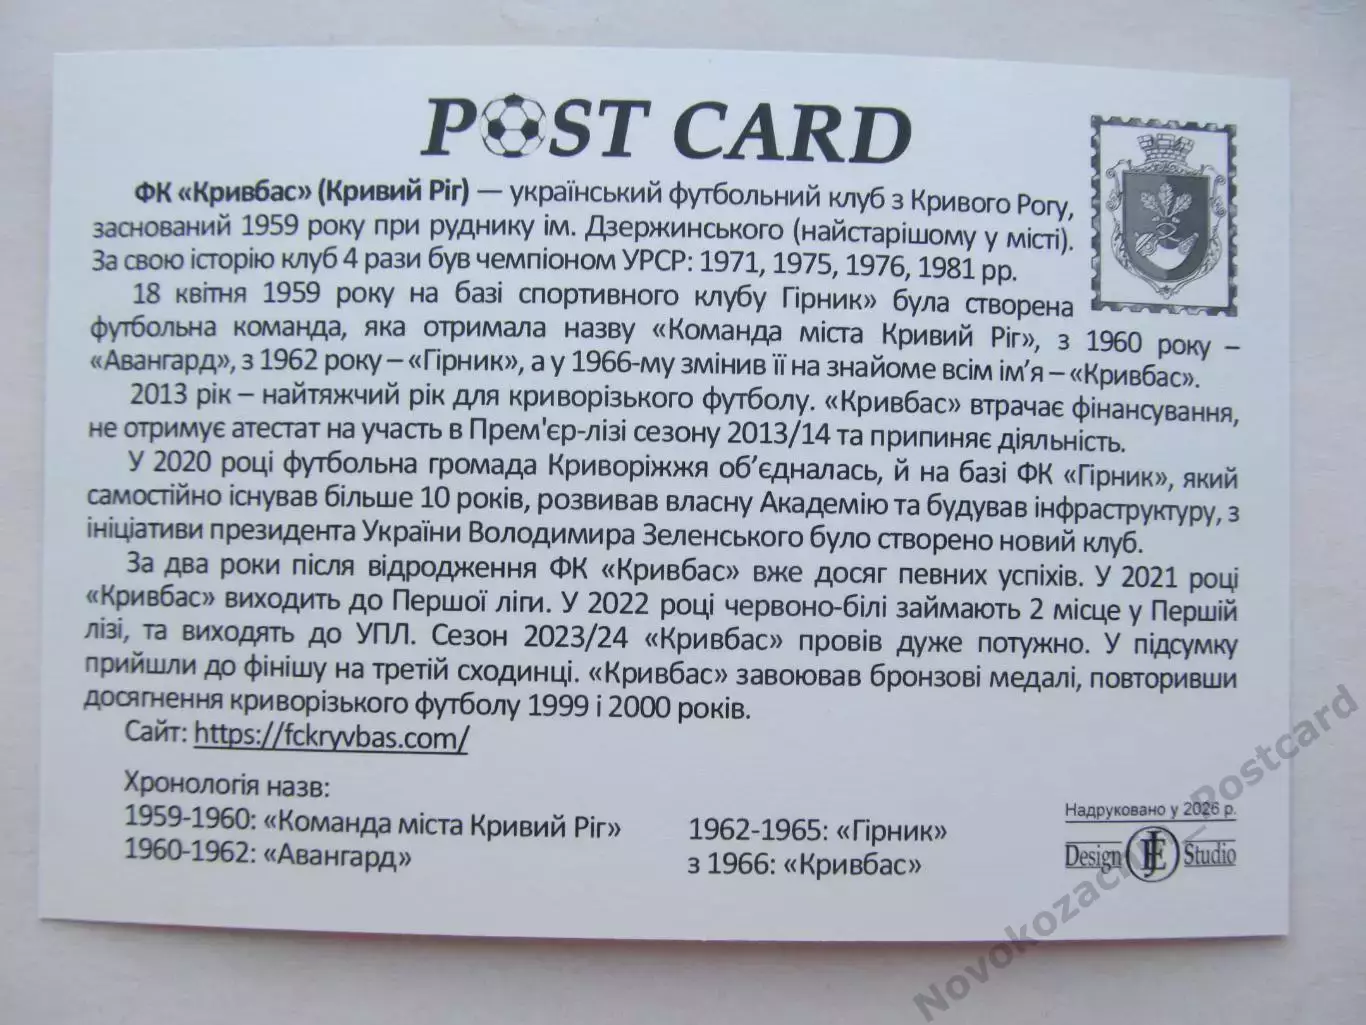 POST CARD
ФК «Кривбас» (Кривий Ріг) — український футбольний клуб з Кривого Рогу,
заснований 1959 року при руднику ім. Дзержинського (найстарішому у місті).
За свою історію клуб 4 рази був чемпіоном УРСР: 1971, 1975, 1976, 1981 рр.
18 квітня 1959 року на базі спортивного клубу Гірник» була створена
футбольна команда, яка отримала назву «Команда міста Кривий Ріг», з 1960 року –
«Авангард», з 1962 року – «Гірник», а у 1966-му змінив її на знайоме всім ім’я – «Кривбас».
2013 рік – найтяжчий рік для криворізького футболу. «Кривбас» втрачає фінансування,
не отримує атестат на участь в Прем'єр-лізі сезону 2013/14 та припиняє діяльність.
У 2020 році футбольна громада Криворіжжя об’єдналась, й на базі ФК «Гірник», який
самостійно існував більше 10 років, розвивав власну Академію та будував інфраструктуру, з
ініціативи президента України Володимира Зеленського було створено новий клуб.
За два роки після відродження ФК «Кривбас» вже досяг певних успіхів. У 2021 році
«Кривбас» виходить до Першої ліги. У 2022 році червоно-білі займають 2 місце у Першій
лізі, та виходять до УПЛ. Сезон 2023/24 «Кривбас» провів дуже потужно. У підсумку
прийшли до фінішу на третій сходинці. «Кривбас» завоював бронзові медалі, повторивши
досягнення криворізького футболу 1999 і 2000 років.
Сайт: https://fckryvbas.com/
Хронологія назв:
1959-1960: «Команда міста Кривий Ріг»
1960-1962: «Авангард»
1962-1965: «Гірник»
з 1966: «Кривбас»
Надруковано у 2026 р.
Design JE Studio
Novokozachiy_Postcard